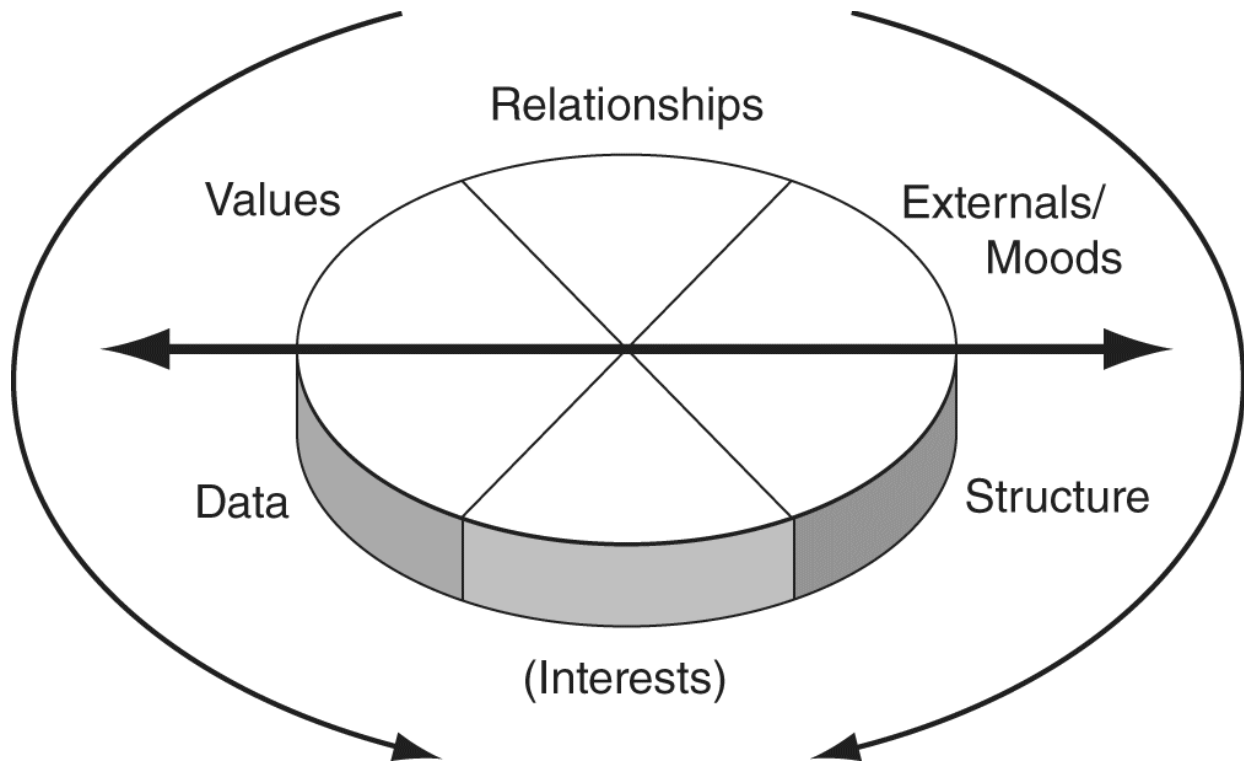 Relationships
Values
Externals/
Moods
Data
Structure
(Interests)